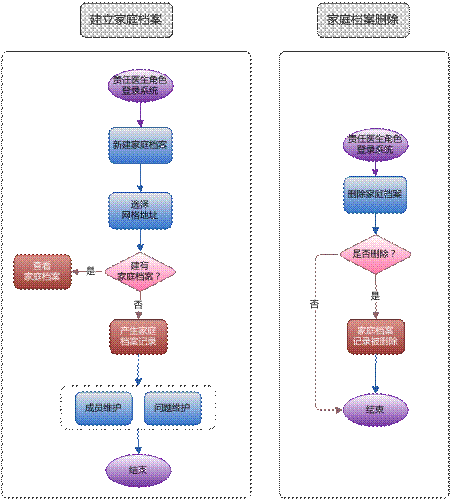 建立家庭档案
责任医生角色
登录系统
新建家庭档案
选择
网格地址
建有
家庭档案？
是
查看
家庭档案
否
产生家庭
档案记录
成员维护
问题维护
结束
家庭档案删除
责任医生角色
登录系统
删除家庭档案
是否删除？
否
是
家庭档案
记录被删除
结束